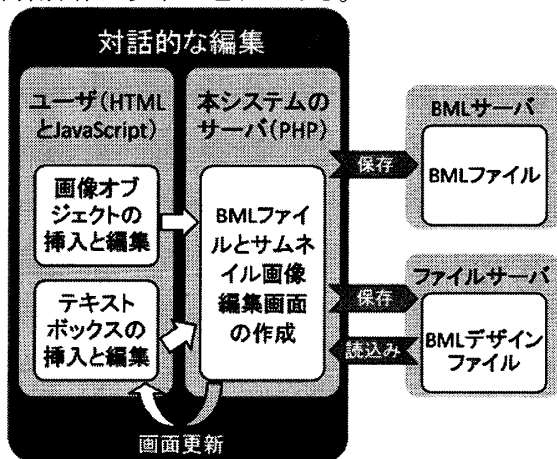 対話的な編集
ユーザ(HTML
とJavaScript)
画像オブ
ジェクトの
挿入と編集
テキスト
ボックスの
挿入と編集
本システムの
サーバ(PHP)
BMLファイ
ルとサムネ
イル画像
編集画面
の作成
画面更新
保存
保存
読込み
BMLサーバ
BMLファイル
ファイルサーバ
BMLデザイン
ファイル